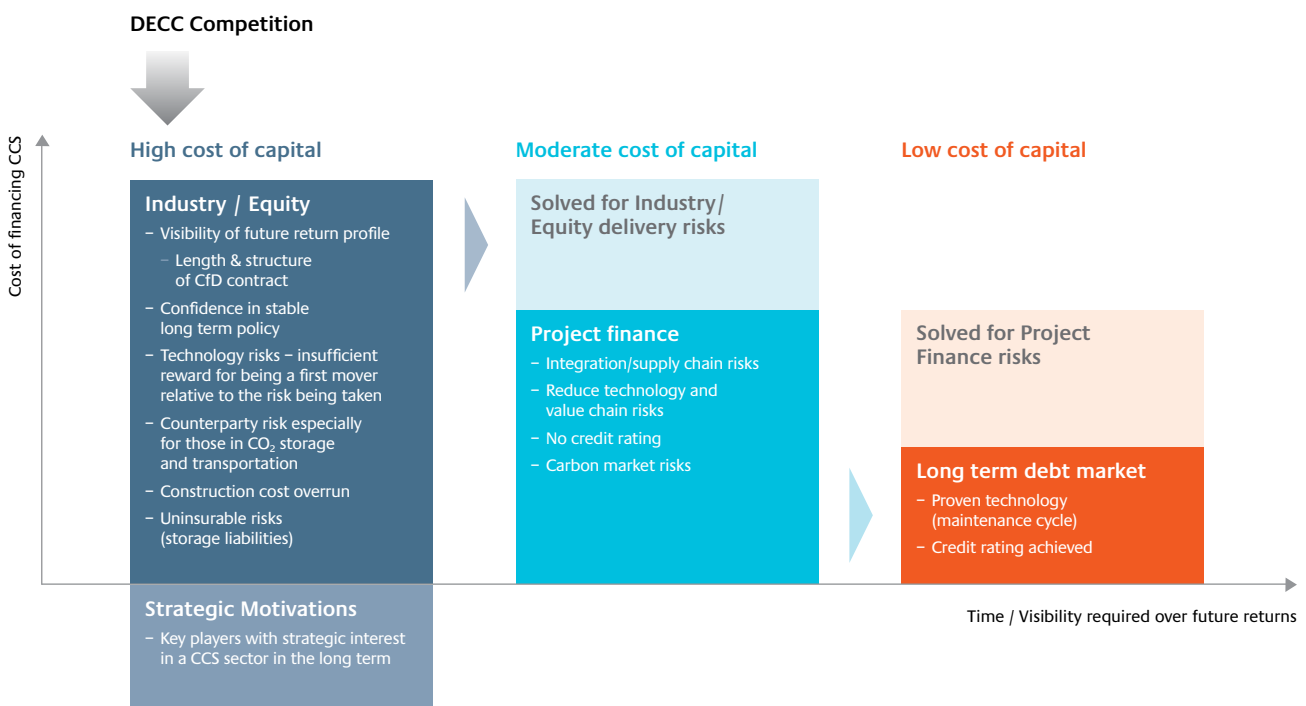 DECC Competition
Cost of financing CCS
High cost of capital
Industry / Equity
– Visibility of future return profile
– Length & structure
of CfD contract
– Confidence in stable
long term policy
– Technology risks – insufficient
reward for being a first mover
relative to the risk being taken
– Counterparty risk especially
for those in CO₂ storage
and transportation
– Construction cost overrun
– Uninsurable risks
(storage liabilities)
Strategic Motivations
– Key players with strategic interest
in a CCS sector in the long term
Moderate cost of capital
Solved for Industry/
Equity delivery risks
Project finance
– Integration/supply chain risks
– Reduce technology and
value chain risks
– No credit rating
– Carbon market risks
Low cost of capital
Solved for Project
Finance risks
Long term debt market
– Proven technology
(maintenance cycle)
– Credit rating achieved
Time / Visibility required over future returns